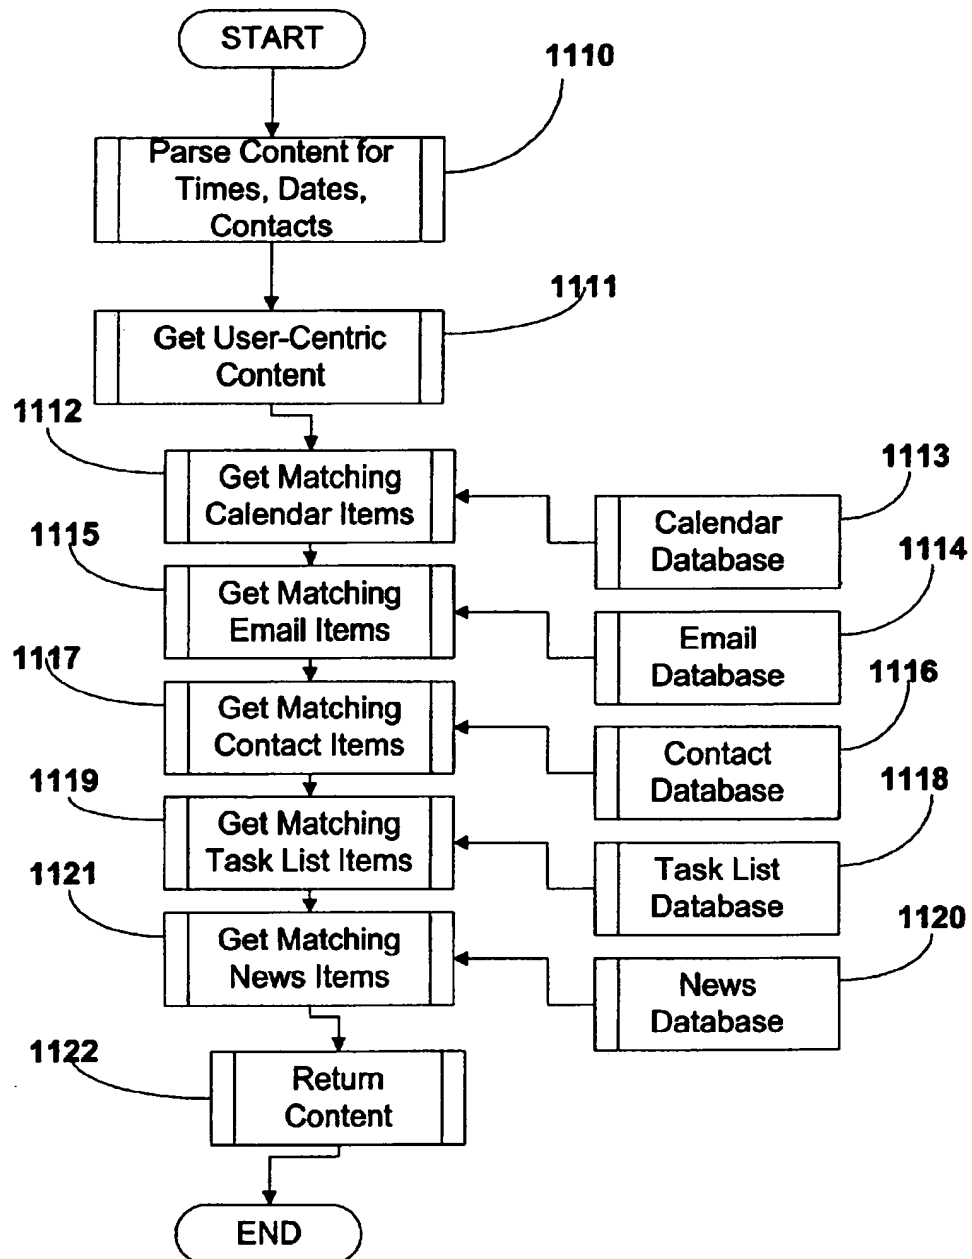 START
1110
Parse Content for
Times, Dates,
Contacts
1111
Get User-Centric
Content
1112
Get Matching
Calendar Items
1113
Calendar
Database
1115
Get Matching
Email Items
1114
Email
Database
1117
Get Matching
Contact Items
1116
Contact
Database
1119
Get Matching
Task List Items
1118
Task List
Database
1121
Get Matching
News Items
1120
News
Database
1122
Return
Content
END